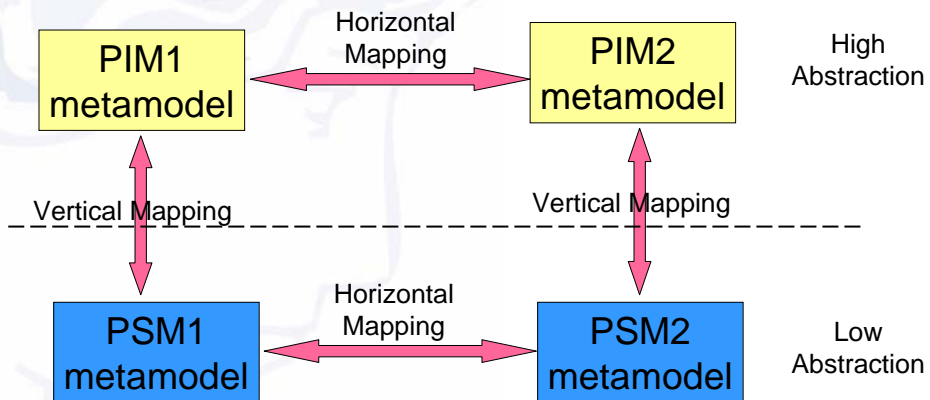 PIM1
metamodel
Horizontal
Mapping
PIM2
metamodel
High
Abstraction
Vertical Mapping
Vertical Mapping
PSM1
metamodel
Horizontal
Mapping
PSM2
metamodel
Low
Abstraction